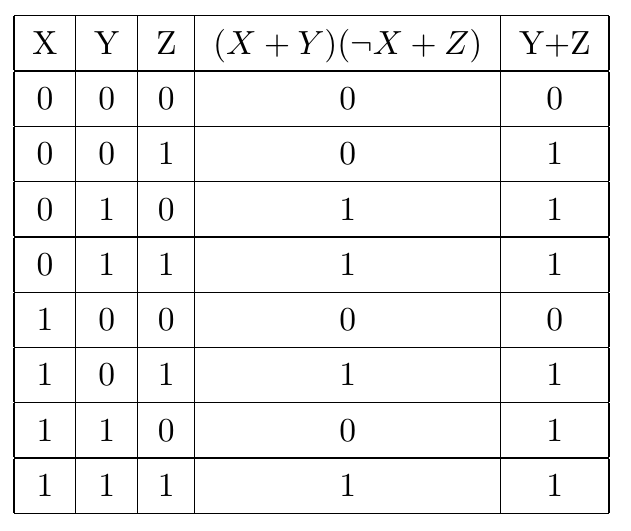 X Y Z (X + Y)(¬X + Z) Y+Z
0 0 0 0 0
0 0 1 0 1
0 1 0 1 1
0 1 1 1 1
1 0 0 0 0
1 0 1 1 1
1 1 0 0 1
1 1 1 1 1